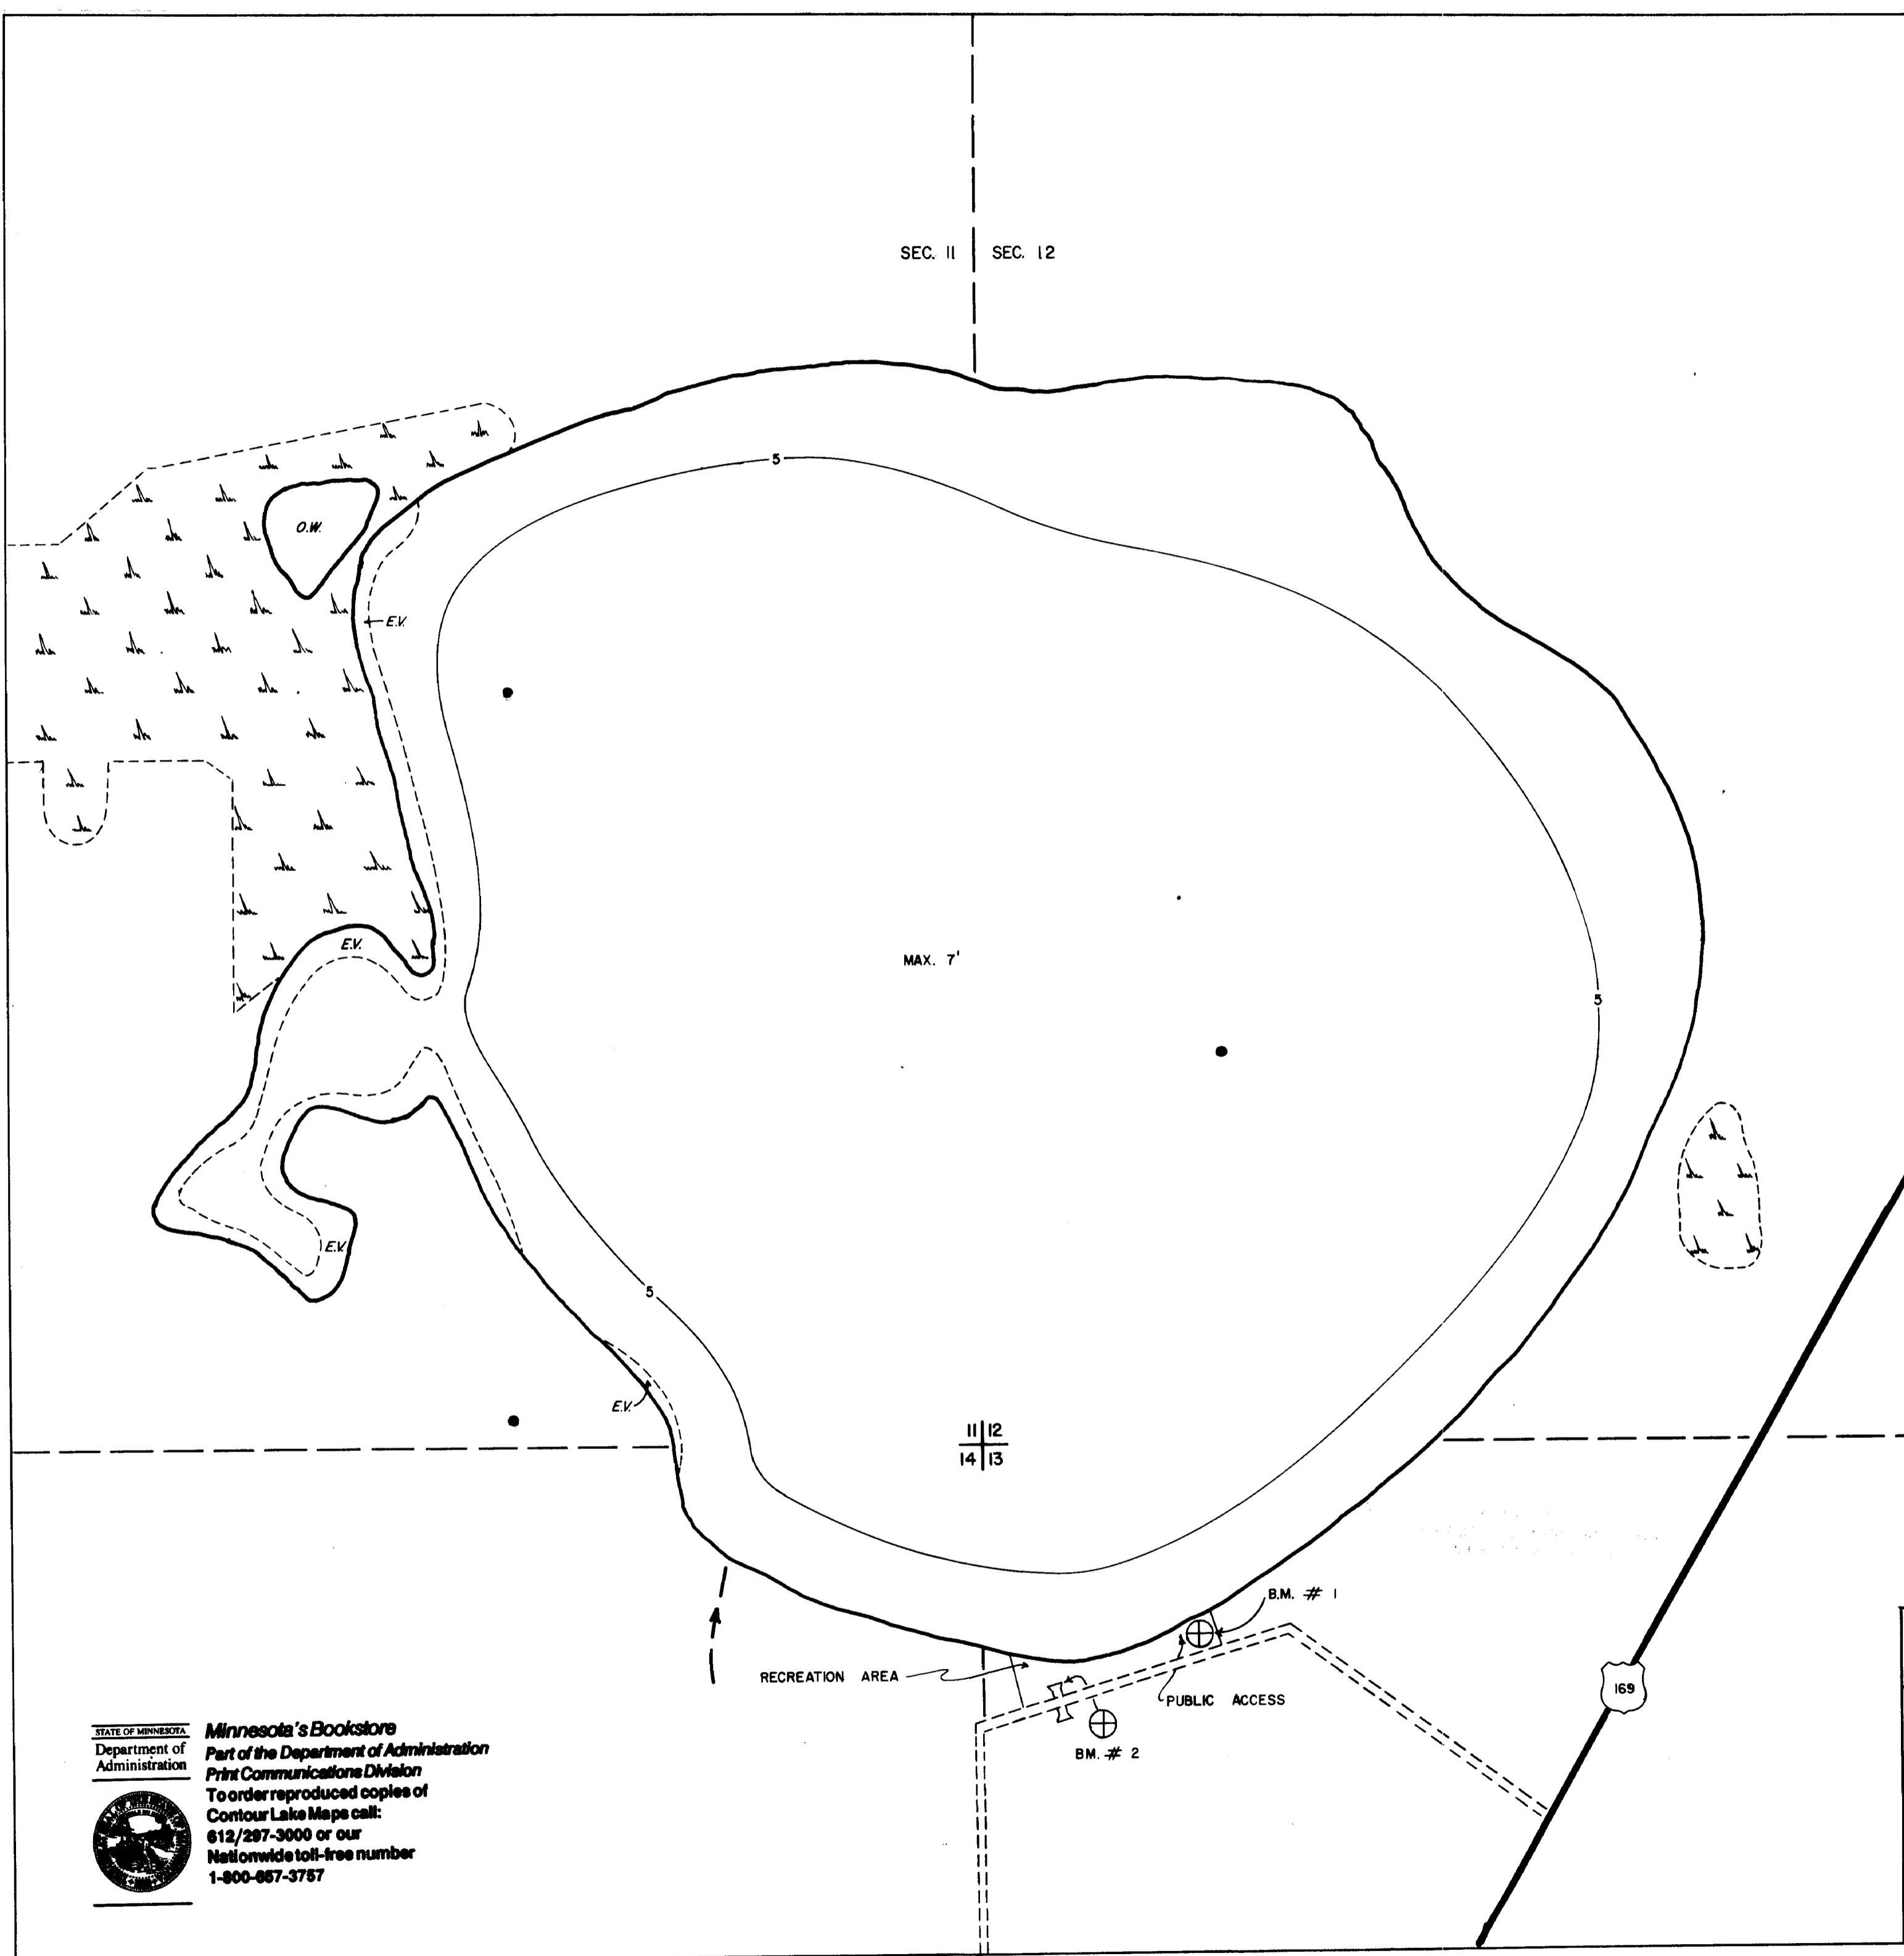 SEC. 11 SEC. 12
5
O.W.
E.V.
E.V.
MAX. 7'
5
E.V.
5
E.V.
11 12
14 13
B.M. # 1
RECREATION AREA
PUBLIC ACCESS
169
B.M. # 2
STATE OF MINNESOTA
Department of
Administration
Minnesota's Bookstore
Part of the Department of Administration
Print Communications Division
To order reproduced copies of
Contour Lake Maps call:
612/297-3000 or our
Nationwide toll-free number
1-800-657-3757